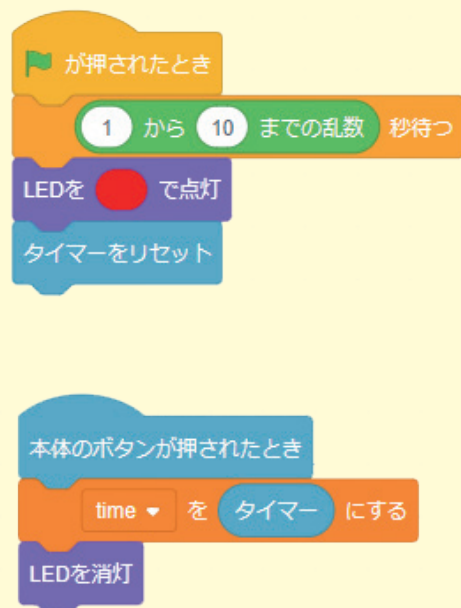 が押されたとき
1 から 10 までの乱数 秒待つ
LEDを で点灯
タイマーをリセット
本体のボタンが押されたとき
time を タイマー にする
LEDを消灯